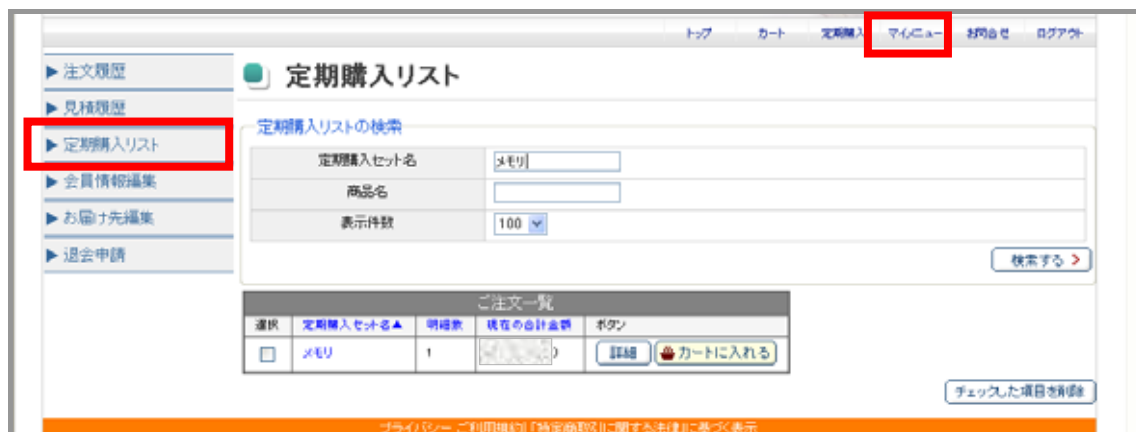 トップ カート 定期購入 マイメニュー お問合せ ログアウト
▶注文履歴
▶見積履歴
▶定期購入リスト
▶会員情報編集
▶お届け先編集
▶退会申請
定期購入リスト
定期購入リストの検索
定期購入セット名 メモリ
商品名
表示件数 100
検索する >
ご注文一覧
選択 定期購入セット名▲ 明細数 現在の合計金額 ボタン
メモリ 1 ) 詳細 カートに入れる
チェックした項目を削除
プライバシー ご利用規約 「特定商取引に関する法律」に基づく表示